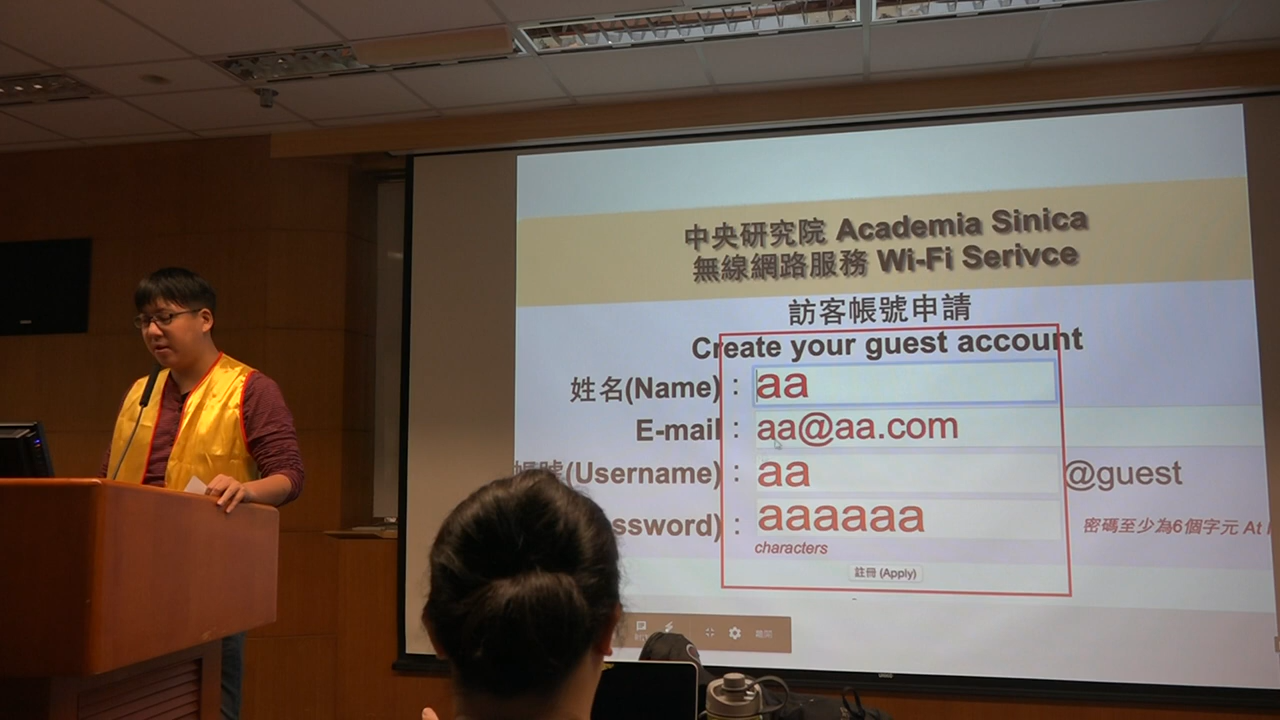 中央研究院 Academia Sinica
無線網路服務 Wi-Fi Serivce
訪客帳號申請
Create your guest account
姓名(Name)： aa
E-mail： aa@aa.com
帳號(Username)： aa @guest
ssword)： aaaaaa 密碼至少為6個字元 At
characters
註冊 (Apply)